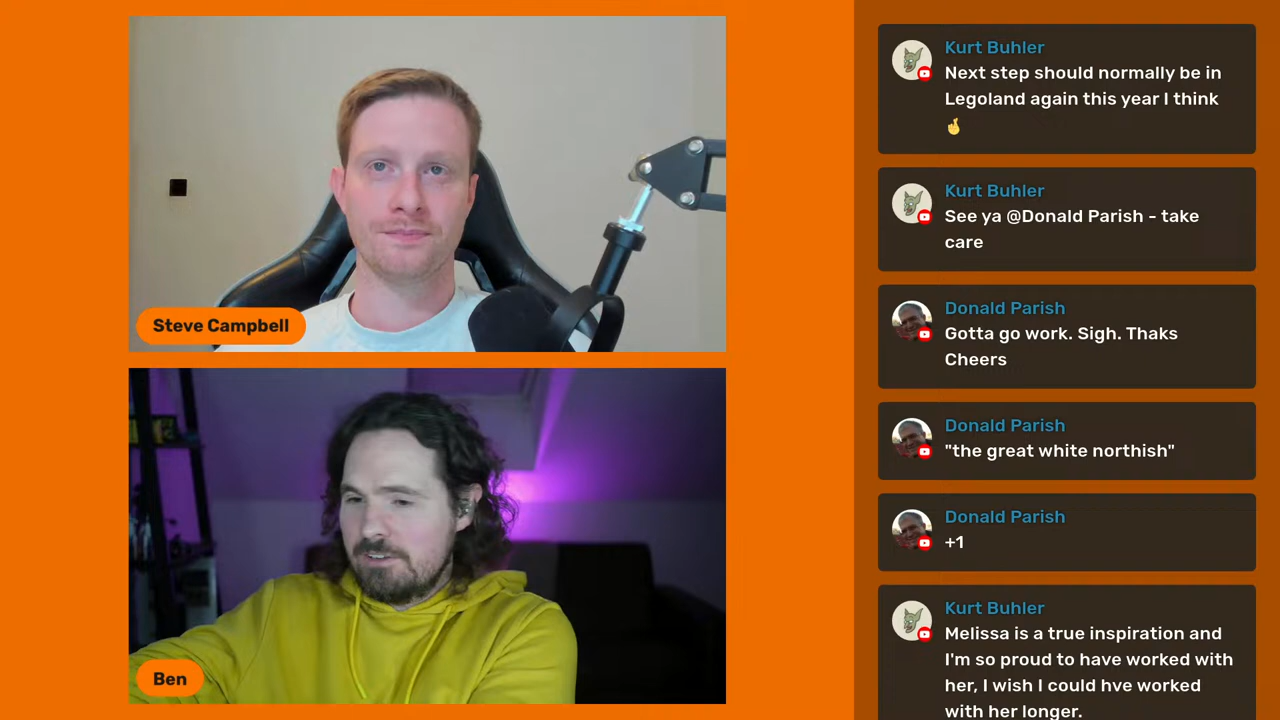 Steve Campbell
Ben
Kurt Buhler
Next step should normally be in
Legoland again this year I think
🤞
Kurt Buhler
See ya @Donald Parish - take
care
Donald Parish
Gotta go work. Sigh. Thaks
Cheers
Donald Parish
"the great white northish"
Donald Parish
+1
Kurt Buhler
Melissa is a true inspiration and
I'm so proud to have worked with
her, I wish I could hve worked
with her longer.